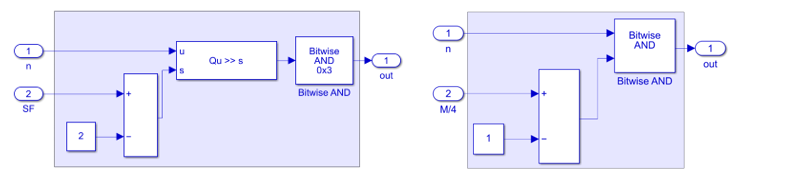 1
n
2
SF
2
+
−
u
s
Qu >> s
Bitwise
AND
0x3
Bitwise AND
1
out
1
n
2
M/4
1
+
−
Bitwise
AND
Bitwise AND
1
out